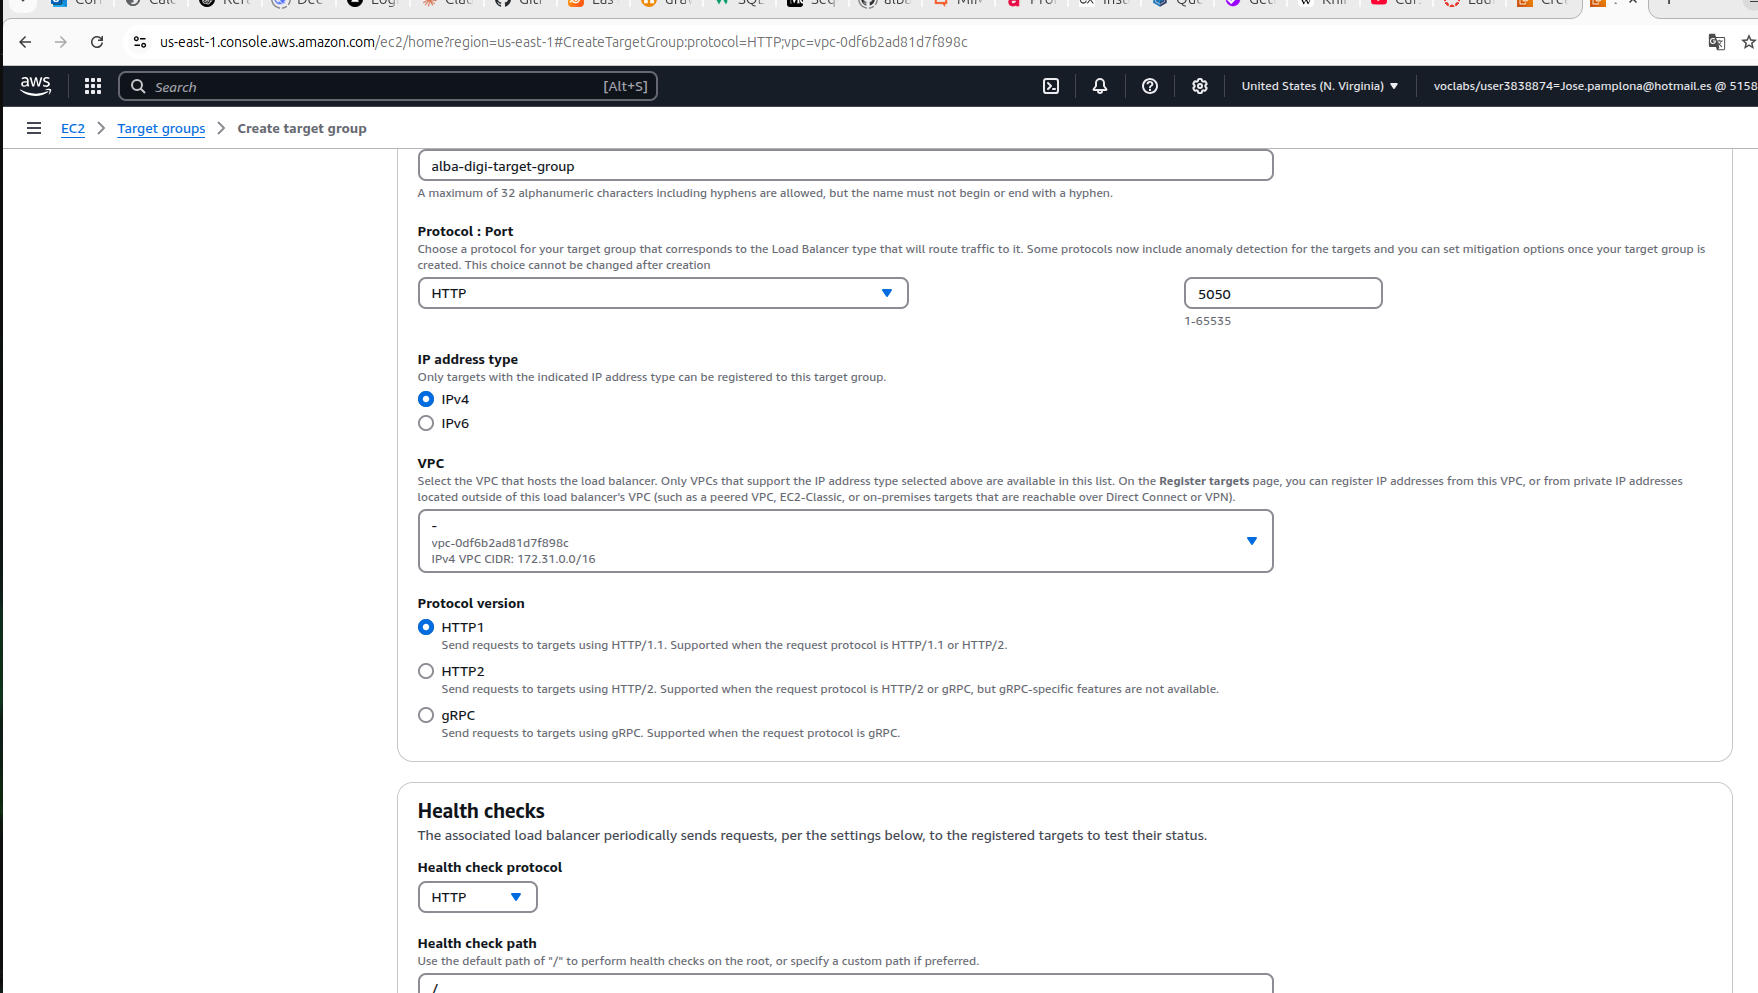 us-east-1.console.aws.amazon.com/ec2/home?region=us-east-1#CreateTargetGroup:protocol=HTTP;vpc=vpc-0df6b2ad81d7f898c
aws Search [Alt+S] United States (N. Virginia) voclabs/user3838874=Jose.pamplona@hotmail.es @ 5158
EC2 > Target groups > Create target group
alba-digi-target-group
A maximum of 32 alphanumeric characters including hyphens are allowed, but the name must not begin or end with a hyphen.
Protocol : Port
Choose a protocol for your target group that corresponds to the Load Balancer type that will route traffic to it. Some protocols now include anomaly detection for the targets and you can set mitigation options once your target group is
created. This choice cannot be changed after creation
HTTP 5050
1-65535
IP address type
Only targets with the indicated IP address type can be registered to this target group.
IPv4
IPv6
VPC
Select the VPC that hosts the load balancer. Only VPCs that support the IP address type selected above are available in this list. On the Register targets page, you can register IP addresses from this VPC, or from private IP addresses
located outside of this load balancer's VPC (such as a peered VPC, EC2-Classic, or on-premises targets that are reachable over Direct Connect or VPN).
-
vpc-0df6b2ad81d7f898c
IPv4 VPC CIDR: 172.31.0.0/16
Protocol version
HTTP1
Send requests to targets using HTTP/1.1. Supported when the request protocol is HTTP/1.1 or HTTP/2.
HTTP2
Send requests to targets using HTTP/2. Supported when the request protocol is HTTP/2 or gRPC, but gRPC-specific features are not available.
gRPC
Send requests to targets using gRPC. Supported when the request protocol is gRPC.
Health checks
The associated load balancer periodically sends requests, per the settings below, to the registered targets to test their status.
Health check protocol
HTTP
Health check path
Use the default path of "/" to perform health checks on the root, or specify a custom path if preferred.
/